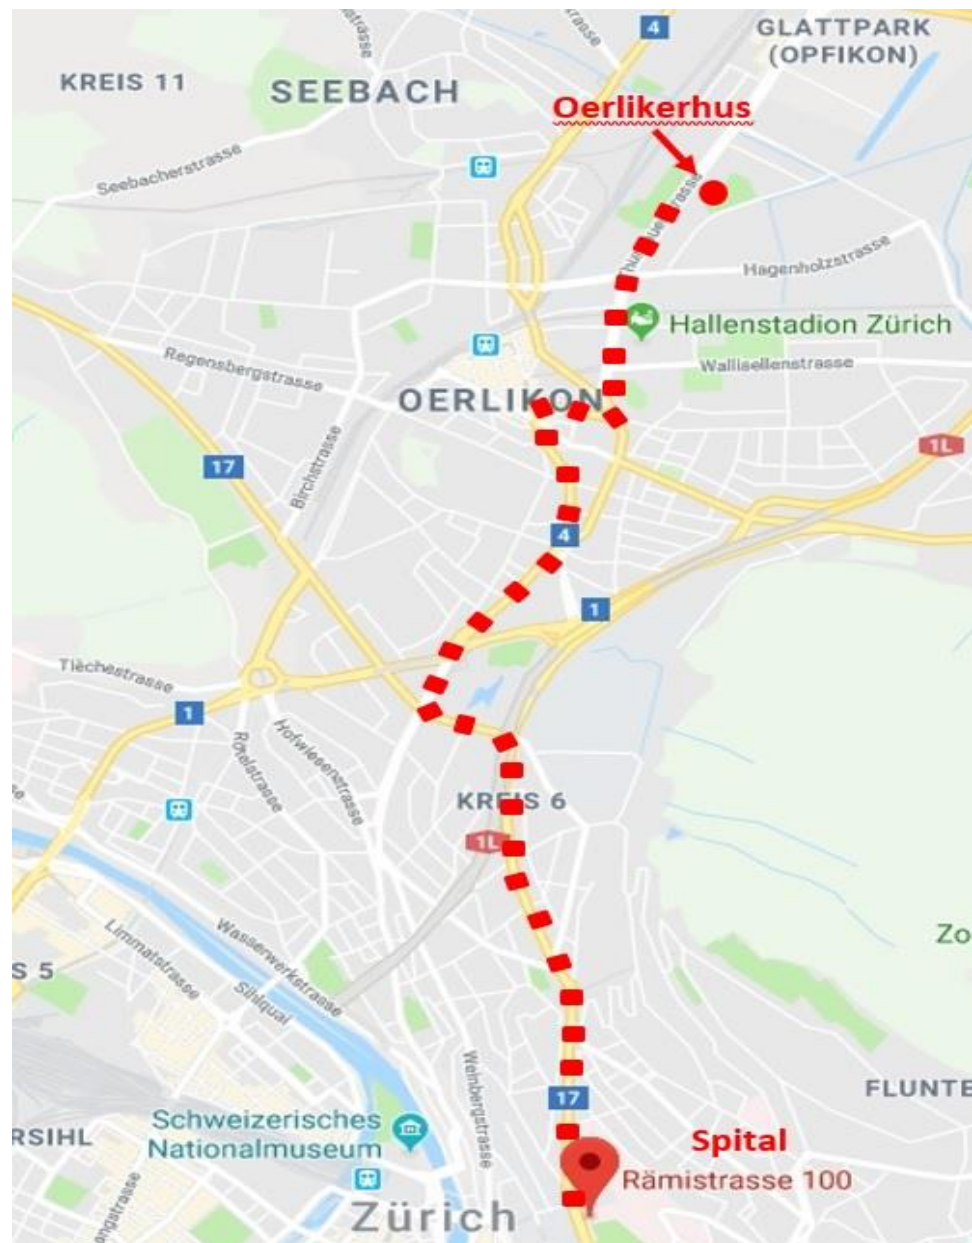 4
GLATTPARK
(OPFIKON)
KREIS 11
SEEBACH
Oerlikerhus
Seebacherstrasse
Hagenholzstrasse
Hallenstadion Zürich
Regensbergstrasse
Wallisellenstrasse
OERLIKON
1L
17
Birchstrasse
4
1
Tièchestrasse
1
Hofwiesenstrasse
Rötelstrasse
KREIS 6
1L
Zo
Wasserwerkstrasse
Limmatstrasse
S 5
Sihlquai
Weinbergstrasse
17
FLUNTE
Schweizerisches
Nationalmuseum
RSIHL
Spital
Rämistrasse 100
Zürich